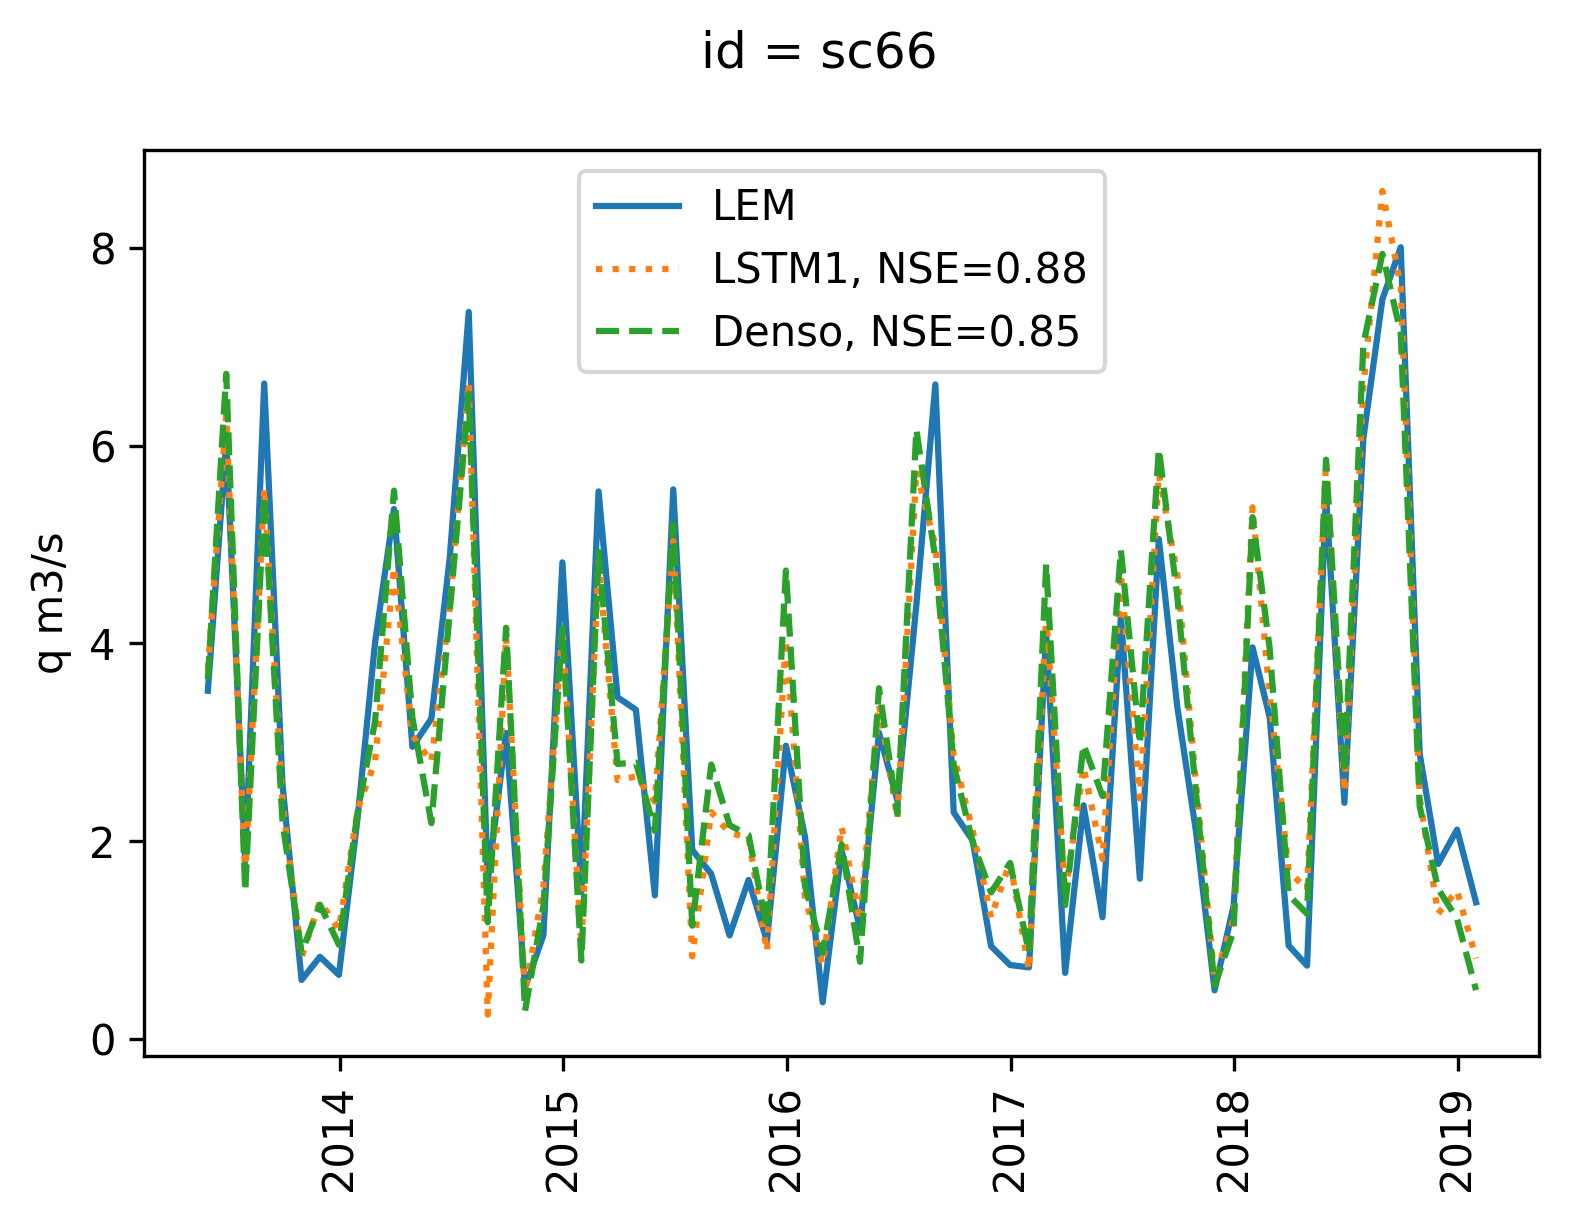 id = sc66
LEM
LSTM1, NSE=0.88
Denso, NSE=0.85
q m3/s
8
6
4
2
0
2014
2015
2016
2017
2018
2019